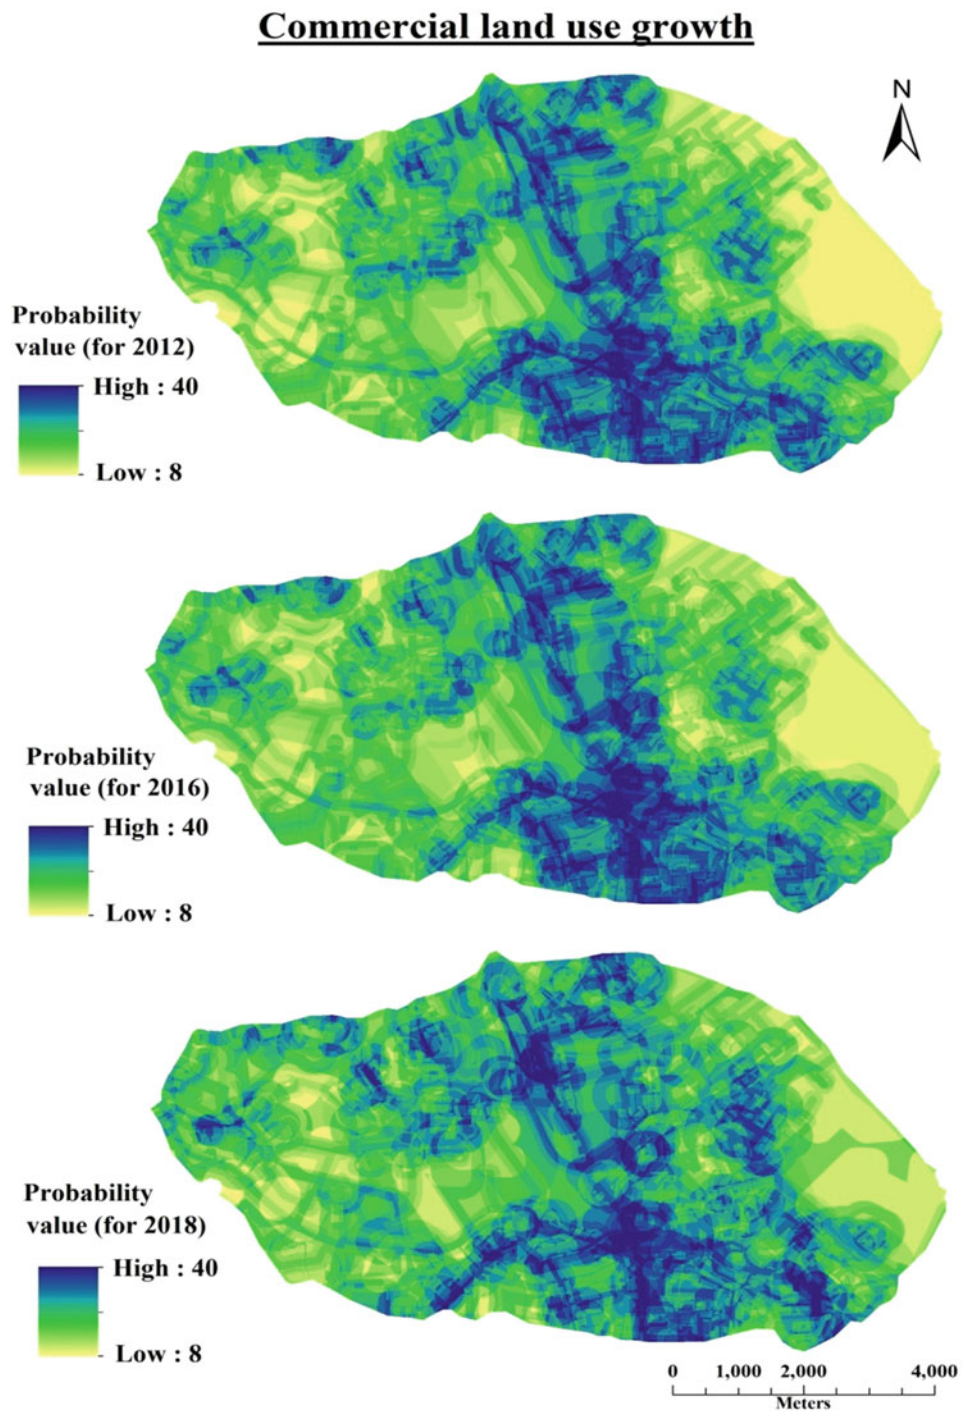 Commercial land use growth
N
Probability
value (for 2012)
High : 40
Low : 8
Probability
value (for 2016)
High : 40
Low : 8
Probability
value (for 2018)
High : 40
Low : 8
0 1,000 2,000 4,000
Meters